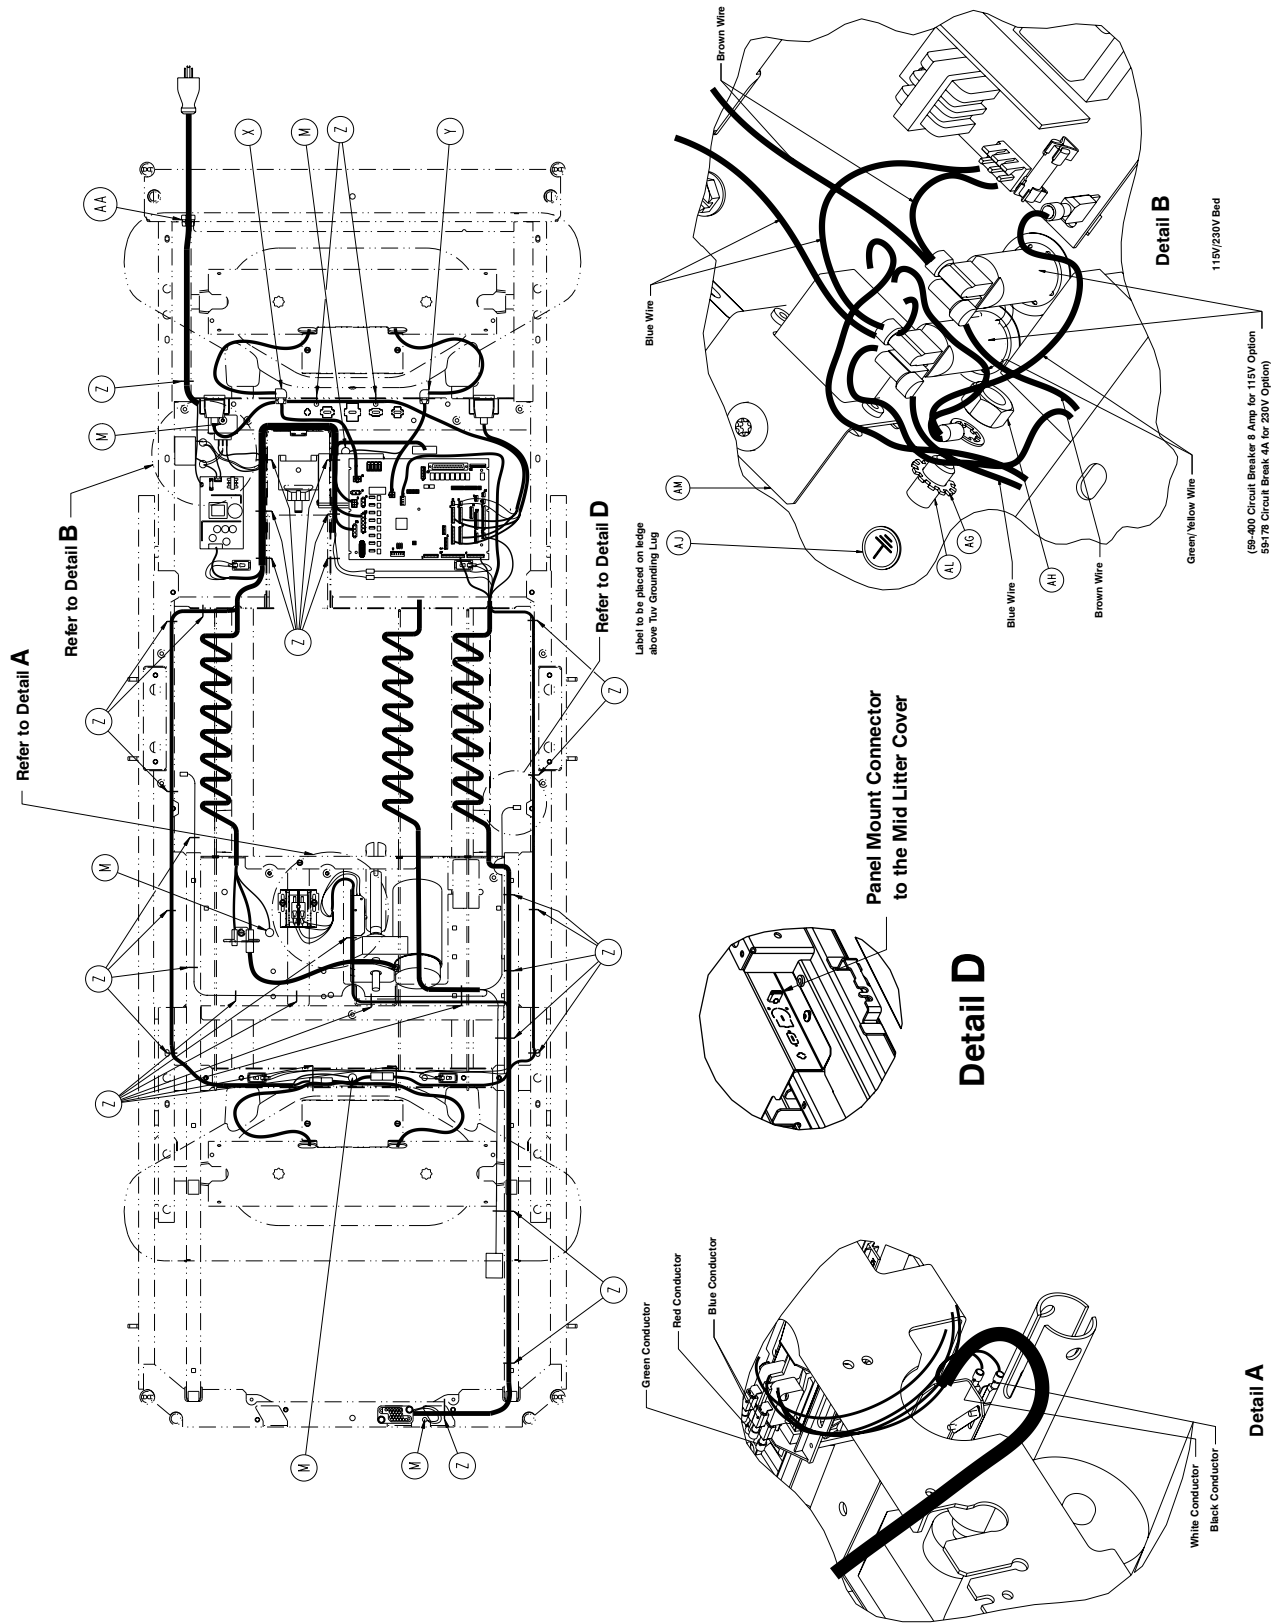 Refer to Detail A
Refer to Detail B
AA
Z
M
X
M
Z
Y
Z
Z
Z
M
Z
Z
Z
Z
M
M
Z
Refer to Detail D
Label to be placed on ledge
above Tuv Grounding Lug
Brown Wire
Blue Wire
AM
AJ
AL
AG
AH
Blue Wire
Brown Wire
Green/Yellow Wire
Detail B
115V/230V Bed
(59-400 Circuit Breaker 8 Amp for 115V Option
59-178 Circuit Break 4A for 230V Option)
Panel Mount Connector
to the Mid Litter Cover
Detail D
Green Conductor
Red Conductor
Blue Conductor
White Conductor
Black Conductor
Detail A